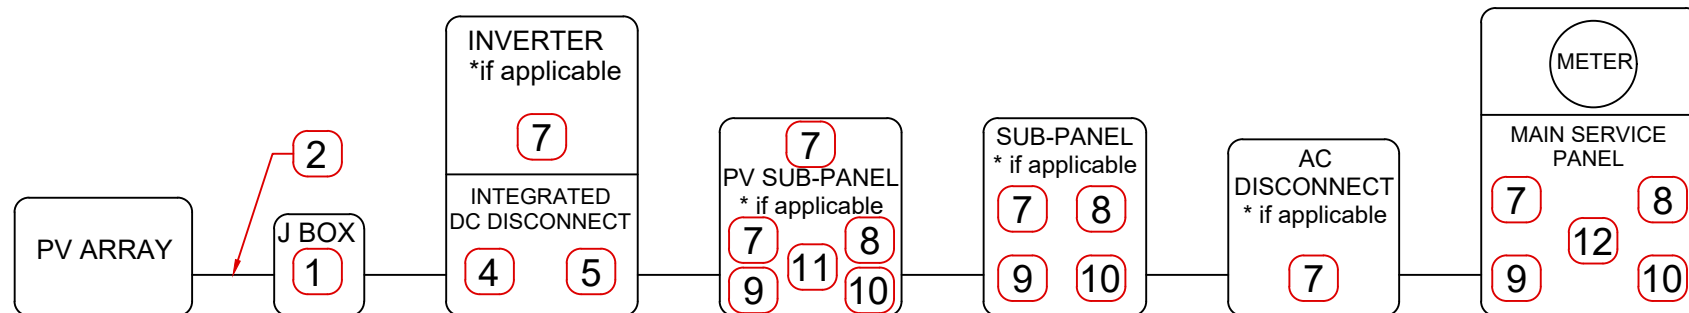 PV ARRAY
2
J BOX
1
INVERTER
*if applicable
7
INTEGRATED
DC DISCONNECT
4 5
7
PV SUB-PANEL
* if applicable
7 8
11
9 10
SUB-PANEL
* if applicable
7 8
9 10
AC
DISCONNECT
* if applicable
7
METER
MAIN SERVICE
PANEL
7 8
12
9 10